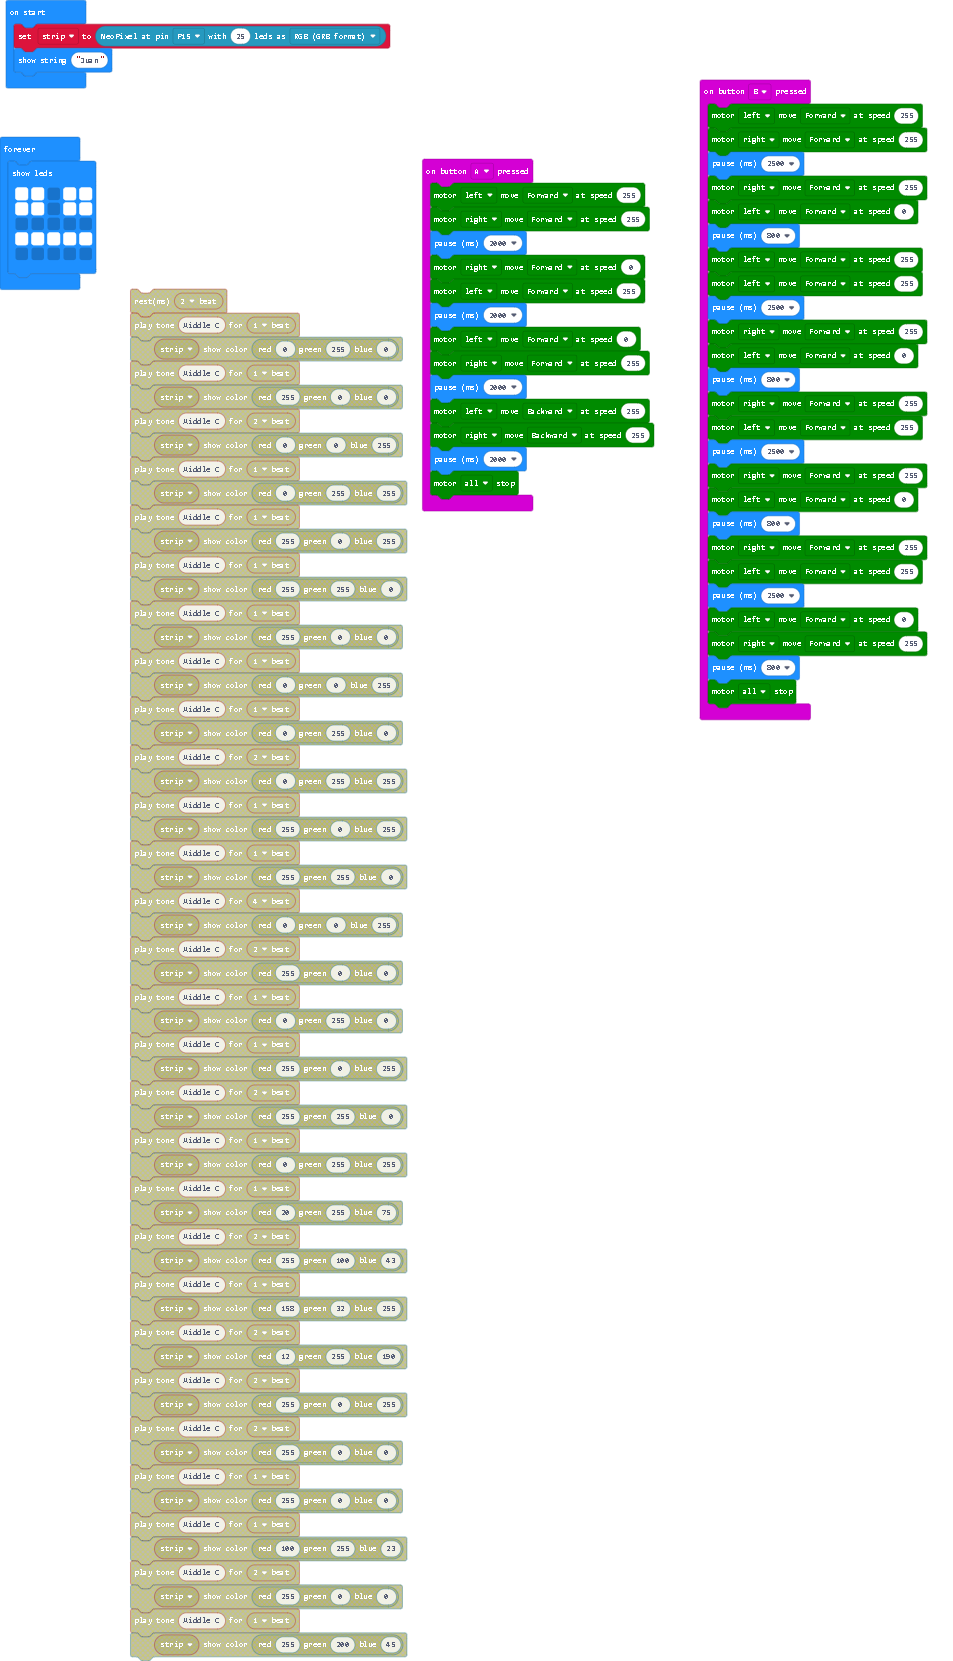 on start
set strip to NeoPixel at pin P15 with 25 leds as RGB (GRB format)
show string "Juan"
forever
show leds
on button A pressed
motor left move Forward at speed 255
motor right move Forward at speed 255
pause (ms) 2000
motor right move Forward at speed 0
motor left move Forward at speed 255
pause (ms) 2000
motor left move Forward at speed 0
motor right move Forward at speed 255
pause (ms) 2000
motor left move Backward at speed 255
motor right move Backward at speed 255
pause (ms) 2000
motor all stop
on button B pressed
motor left move Forward at speed 255
motor right move Forward at speed 255
pause (ms) 2500
motor right move Forward at speed 255
motor left move Forward at speed 0
pause (ms) 800
motor right move Forward at speed 255
motor left move Forward at speed 255
pause (ms) 2500
motor right move Forward at speed 255
motor left move Forward at speed 0
pause (ms) 800
motor right move Forward at speed 255
motor left move Forward at speed 255
pause (ms) 2500
motor right move Forward at speed 255
motor left move Forward at speed 0
pause (ms) 800
motor right move Forward at speed 255
motor left move Forward at speed 255
pause (ms) 2500
motor left move Forward at speed 0
motor right move Forward at speed 255
pause (ms) 800
motor all stop
rest(ms) 2 beat
play tone Middle C for 1 beat
strip show color red 0 green 255 blue 0
play tone Middle C for 1 beat
strip show color red 255 green 0 blue 0
play tone Middle C for 2 beat
strip show color red 0 green 0 blue 255
play tone Middle C for 1 beat
strip show color red 0 green 255 blue 255
play tone Middle C for 1 beat
strip show color red 255 green 0 blue 255
play tone Middle C for 1 beat
strip show color red 255 green 255 blue 0
play tone Middle C for 1 beat
strip show color red 255 green 0 blue 0
play tone Middle C for 1 beat
strip show color red 0 green 0 blue 255
play tone Middle C for 1 beat
strip show color red 0 green 255 blue 0
play tone Middle C for 2 beat
strip show color red 0 green 255 blue 255
play tone Middle C for 1 beat
strip show color red 255 green 0 blue 255
play tone Middle C for 1 beat
strip show color red 255 green 255 blue 0
play tone Middle C for 4 beat
strip show color red 0 green 0 blue 255
play tone Middle C for 2 beat
strip show color red 255 green 0 blue 0
play tone Middle C for 1 beat
strip show color red 0 green 255 blue 0
play tone Middle C for 1 beat
strip show color red 255 green 0 blue 255
play tone Middle C for 2 beat
strip show color red 255 green 255 blue 0
play tone Middle C for 1 beat
strip show color red 0 green 255 blue 255
play tone Middle C for 1 beat
strip show color red 20 green 255 blue 75
play tone Middle C for 2 beat
strip show color red 255 green 100 blue 43
play tone Middle C for 1 beat
strip show color red 158 green 32 blue 255
play tone Middle C for 2 beat
strip show color red 12 green 255 blue 190
play tone Middle C for 2 beat
strip show color red 255 green 0 blue 255
play tone Middle C for 2 beat
strip show color red 255 green 0 blue 0
play tone Middle C for 1 beat
strip show color red 255 green 0 blue 0
play tone Middle C for 1 beat
strip show color red 100 green 255 blue 23
play tone Middle C for 2 beat
strip show color red 255 green 0 blue 0
play tone Middle C for 1 beat
strip show color red 255 green 200 blue 45